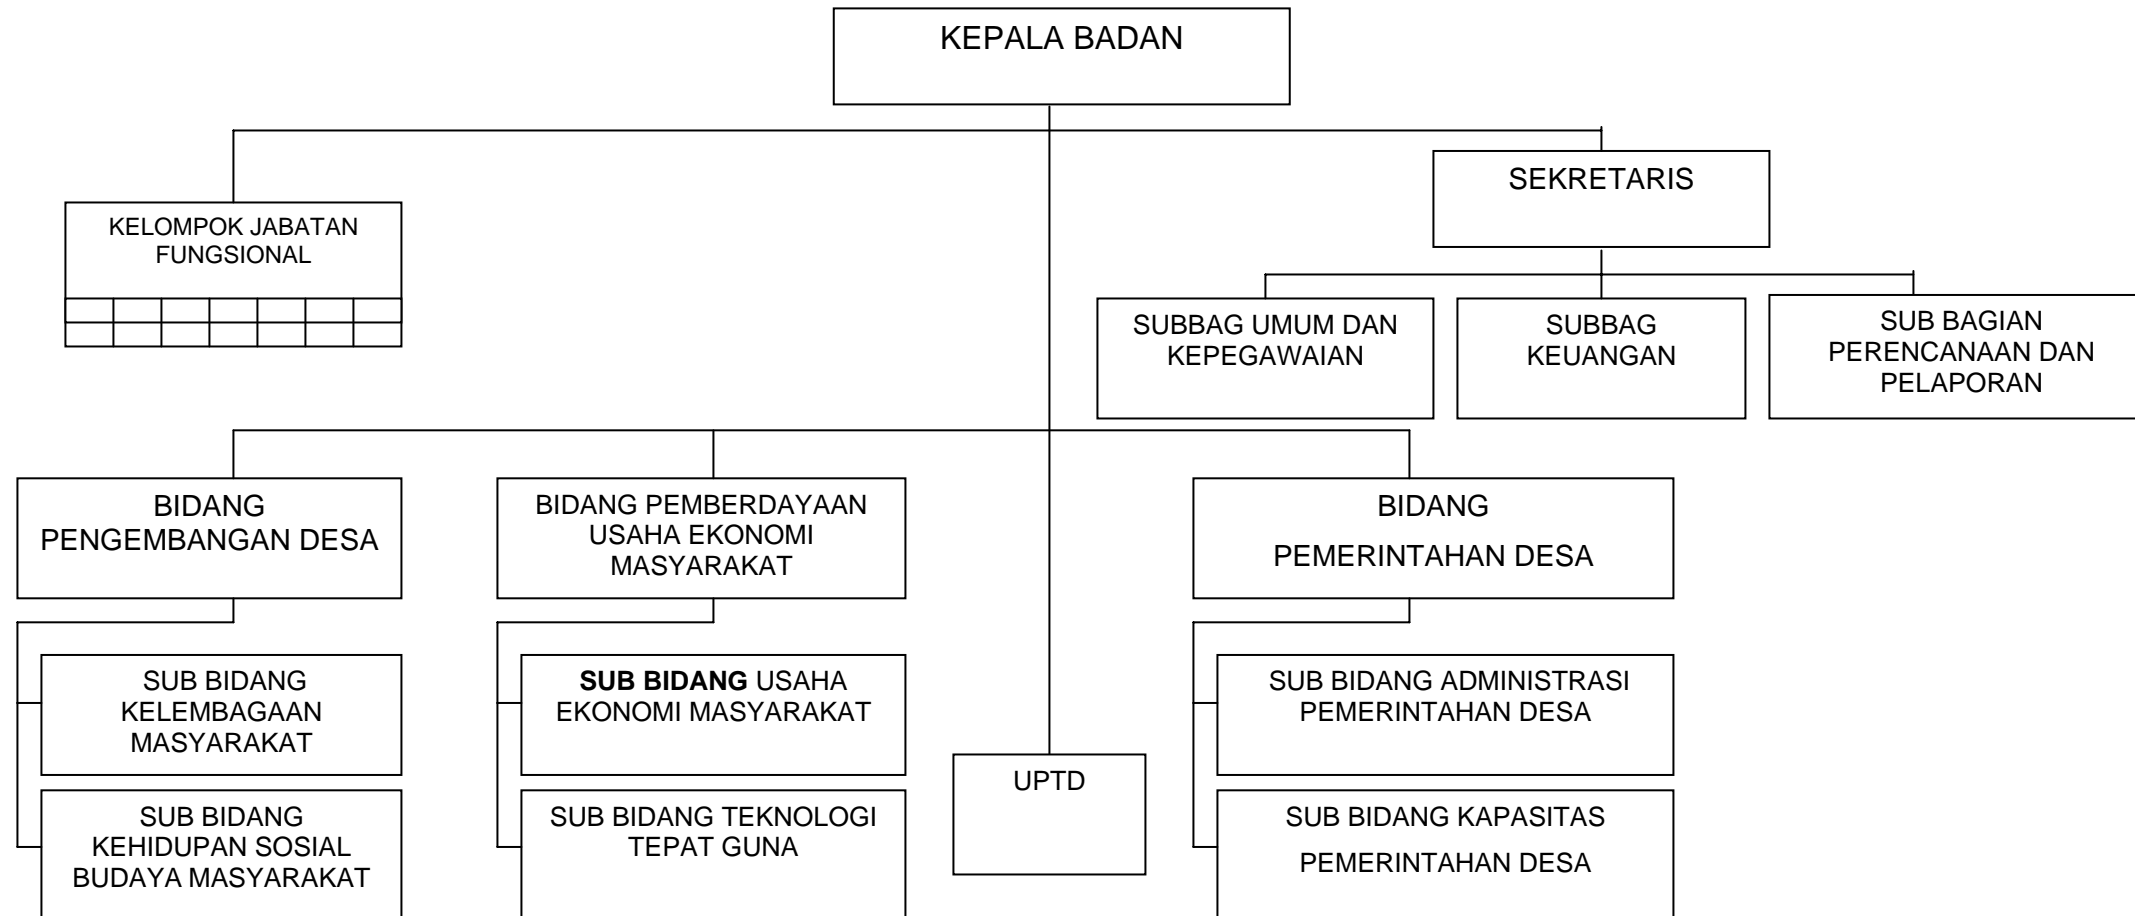 KEPALA BADAN
SEKRETARIS
KELOMPOK JABATAN
FUNGSIONAL
SUBBAG UMUM DAN
KEPEGAWAIAN
SUBBAG
KEUANGAN
SUB BAGIAN
PERENCANAAN DAN
PELAPORAN
BIDANG
PENGEMBANGAN DESA
BIDANG PEMBERDAYAAN
USAHA EKONOMI
MASYARAKAT
BIDANG
PEMERINTAHAN DESA
SUB BIDANG
KELEMBAGAAN
MASYARAKAT
SUB BIDANG USAHA
EKONOMI MASYARAKAT
SUB BIDANG ADMINISTRASI
PEMERINTAHAN DESA
UPTD
SUB BIDANG
KEHIDUPAN SOSIAL
BUDAYA MASYARAKAT
SUB BIDANG TEKNOLOGI
TEPAT GUNA
SUB BIDANG KAPASITAS
PEMERINTAHAN DESA